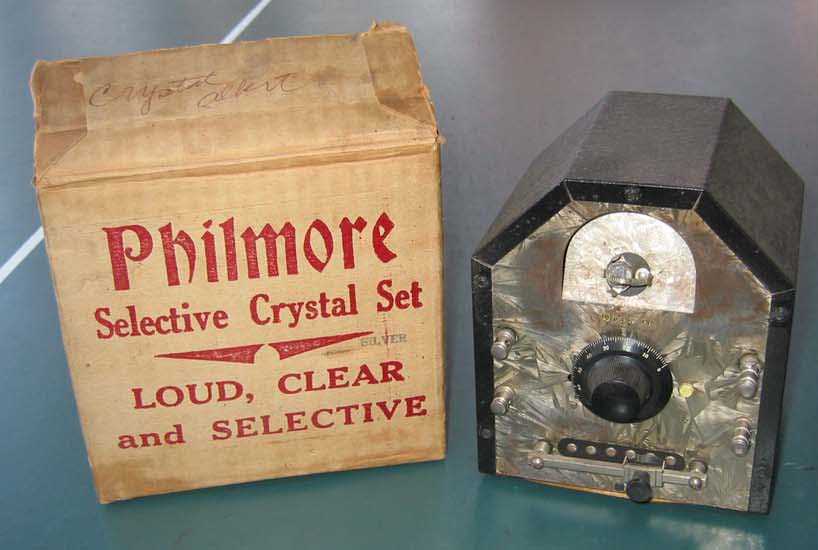 Crystal
Philmore
Selective Crystal Set
SILVER
LOUD, CLEAR
and SELECTIVE